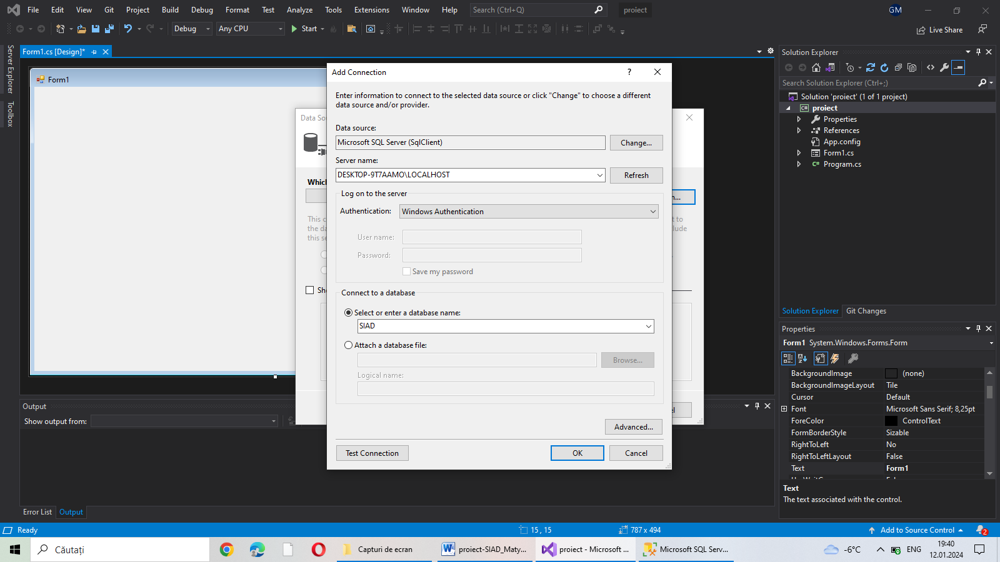 File Edit View Git Project Build Debug Format Test Analyze Tools Extensions Window Help Search (Ctrl+Q) proiect GM
Debug Any CPU Start Live Share
Server Explorer
Toolbox
Form1.cs [Design]*
Form1
Data So
Which
This c
the da
this se
Sh
n...
t to
lude
el
Add Connection ?
Enter information to connect to the selected data source or click "Change" to choose a different
data source and/or provider.
Data source:
Microsoft SQL Server (SqlClient) Change...
Server name:
DESKTOP-9T7AAMO\LOCALHOST Refresh
Log on to the server
Authentication: Windows Authentication
User name:
Password:
Save my password
Connect to a database
Select or enter a database name:
SIAD
Attach a database file:
Browse...
Logical name:
Advanced...
Test Connection OK Cancel
Output
Show output from:
Error List Output
Solution Explorer
Search Solution Explorer (Ctrl+;)
Solution 'proiect' (1 of 1 project)
C# proiect
Properties
References
App.config
Form1.cs
C# Program.cs
Solution Explorer Git Changes
Properties
Form1 System.Windows.Forms.Form
BackgroundImage (none)
BackgroundImageLayout Tile
Cursor Default
Font Microsoft Sans Serif; 8,25pt
ForeColor ControlText
FormBorderStyle Sizable
RightToLeft No
RightToLeftLayout False
Text Form1
Text
The text associated with the control.
Ready 15 , 15 787 x 494 Add to Source Control 2
Căutați Capturi de ecran proiect-SIAD_Maty... proiect - Microsoft ... Microsoft SQL Serv... -6°C ENG 19:40
12.01.2024